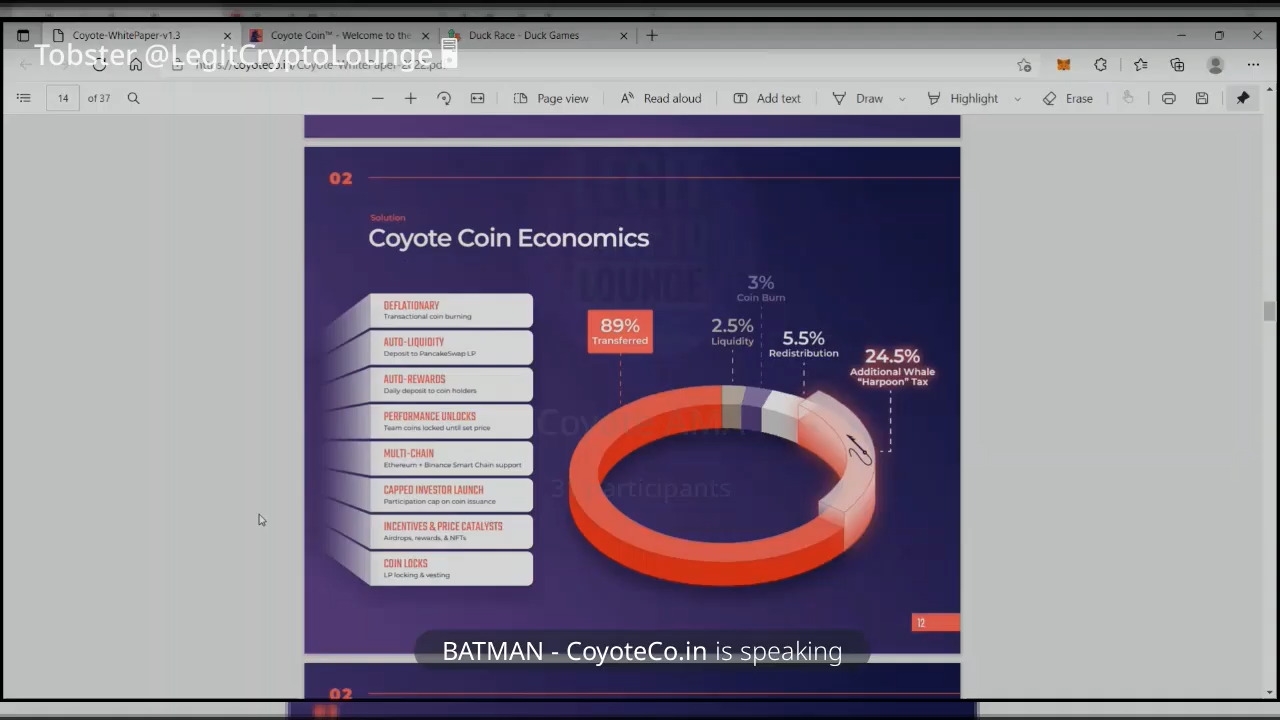 Coyote-WhitePaper-v1.3
Coyote Coin™ - Welcome to the
Duck Race - Duck Games
Tobster @LegitCryptoLounge
14 of 37
Page view
Read aloud
Add text
Draw
Highlight
Erase
02
Solution
Coyote Coin Economics
DEFLATIONARY
Transactional coin burning
AUTO-LIQUIDITY
Deposit to PancakeSwap LP
AUTO-REWARDS
Daily deposit to coin holders
PERFORMANCE UNLOCKS
Team coins locked until set price
MULTI-CHAIN
Ethereum + Binance Smart Chain support
CAPPED INVESTOR LAUNCH
Participation cap on coin issuance
INCENTIVES & PRICE CATALYSTS
Airdrops, rewards, & NFTs
COIN LOCKS
LP locking & vesting
89%
Transferred
2.5%
Liquidity
3%
Coin Burn
5.5%
Redistribution
24.5%
Additional Whale
"Harpoon" Tax
LOUNGE
participants
12
BATMAN - CoyoteCo.in is speaking
02